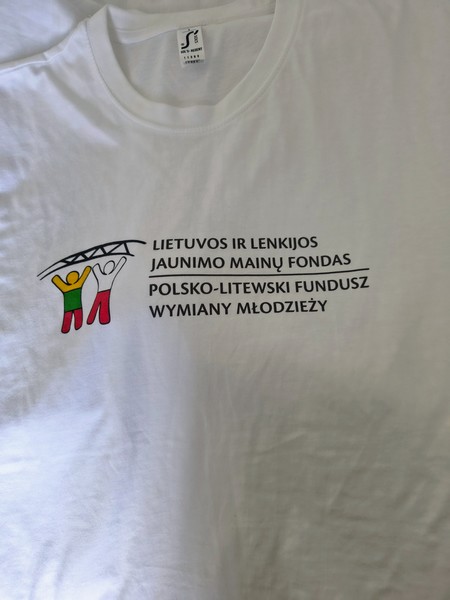 LIETUVOS IR LENKIJOS
JAUNIMO MAINŲ FONDAS
POLSKO-LITEWSKI FUNDUSZ
WYMIANY MŁODZIEŻY